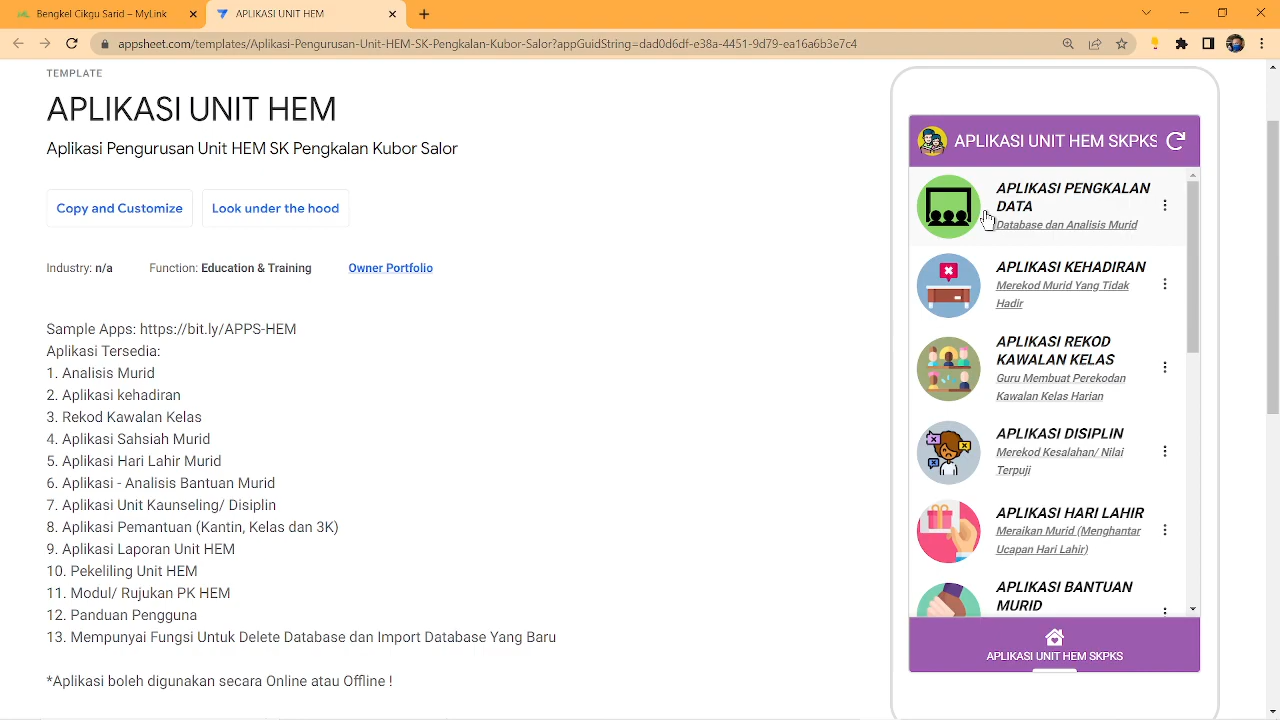 Bengkel Cikgu Sarid – MyLink
APLIKASI UNIT HEM
appsheet.com/templates/Aplikasi-Pengurusan-Unit-HEM-SK-Pengkalan-Kubor-Salor?appGuidString=dad0d6df-e38a-4451-9d79-ea16a6b3e7c4
TEMPLATE
APLIKASI UNIT HEM
Aplikasi Pengurusan Unit HEM SK Pengkalan Kubor Salor
Copy and Customize
Look under the hood
Industry: n/a
Function: Education & Training
Owner Portfolio
Sample Apps: https://bit.ly/APPS-HEM
Aplikasi Tersedia:
1. Analisis Murid
2. Aplikasi kehadiran
3. Rekod Kawalan Kelas
4. Aplikasi Sahsiah Murid
5. Aplikasi Hari Lahir Murid
6. Aplikasi - Analisis Bantuan Murid
7. Aplikasi Unit Kaunseling/ Disiplin
8. Aplikasi Pemantuan (Kantin, Kelas dan 3K)
9. Aplikasi Laporan Unit HEM
10. Pekeliling Unit HEM
11. Modul/ Rujukan PK HEM
12. Panduan Pengguna
13. Mempunyai Fungsi Untuk Delete Database dan Import Database Yang Baru
*Aplikasi boleh digunakan secara Online atau Offline !
APLIKASI UNIT HEM SKPKS
APLIKASI PENGKALAN
DATA
Database dan Analisis Murid
APLIKASI KEHADIRAN
Merekod Murid Yang Tidak
Hadir
APLIKASI REKOD
KAWALAN KELAS
Guru Membuat Perekodan
Kawalan Kelas Harian
APLIKASI DISIPLIN
Merekod Kesalahan/ Nilai
Terpuji
APLIKASI HARI LAHIR
Meraikan Murid (Menghantar
Ucapan Hari Lahir)
APLIKASI BANTUAN
MURID
APLIKASI UNIT HEM SKPKS